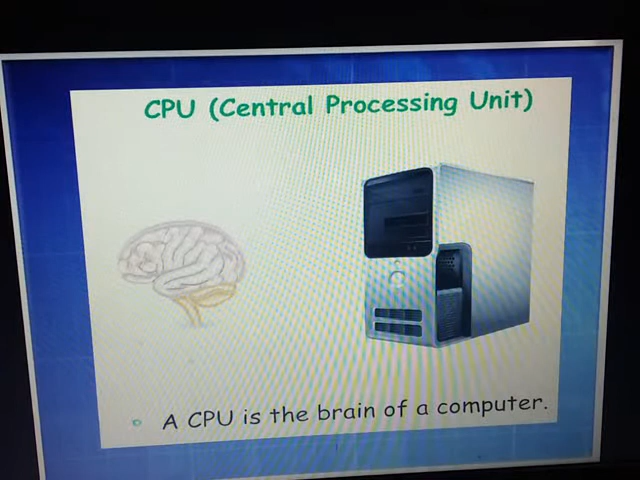 CPU (Central Processing Unit)
A CPU is the brain of a computer.